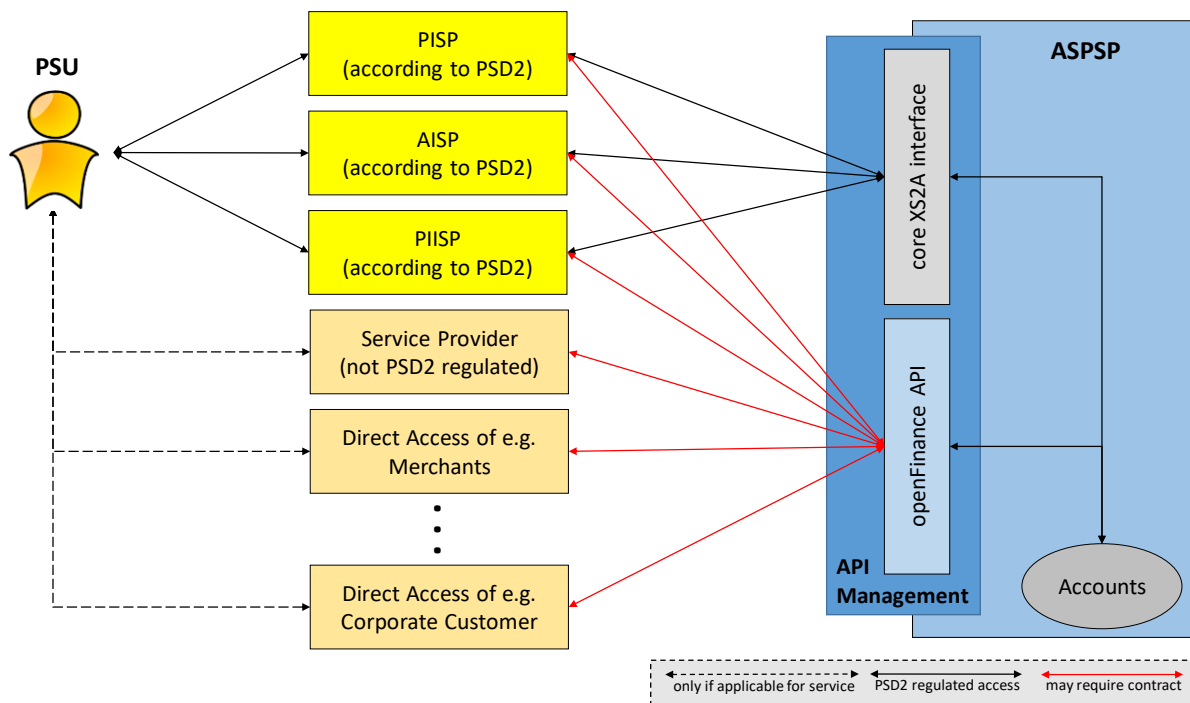 PSU
PISP
(according to PSD2)
AISP
(according to PSD2)
PIISP
(according to PSD2)
Service Provider
(not PSD2 regulated)
Direct Access of e.g.
Merchants
Direct Access of e.g.
Corporate Customer
ASPSP
core XS2A interface
openFinance API
API
Management
Accounts
only if applicable for service
PSD2 regulated access
may require contract